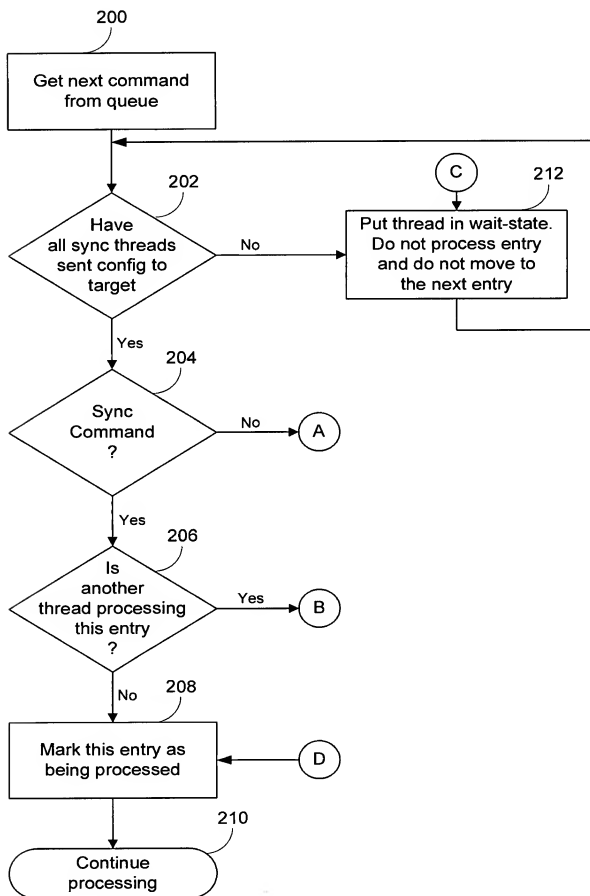 200
Get next command
from queue
202
Have
all sync threads
sent config to
target
No
C
212
Put thread in wait-state.
Do not process entry
and do not move to
the next entry
Yes
204
Sync
Command
?
No
A
Yes
206
Is
another
thread processing
this entry
?
Yes
B
No
208
Mark this entry as
being processed
D
210
Continue
processing